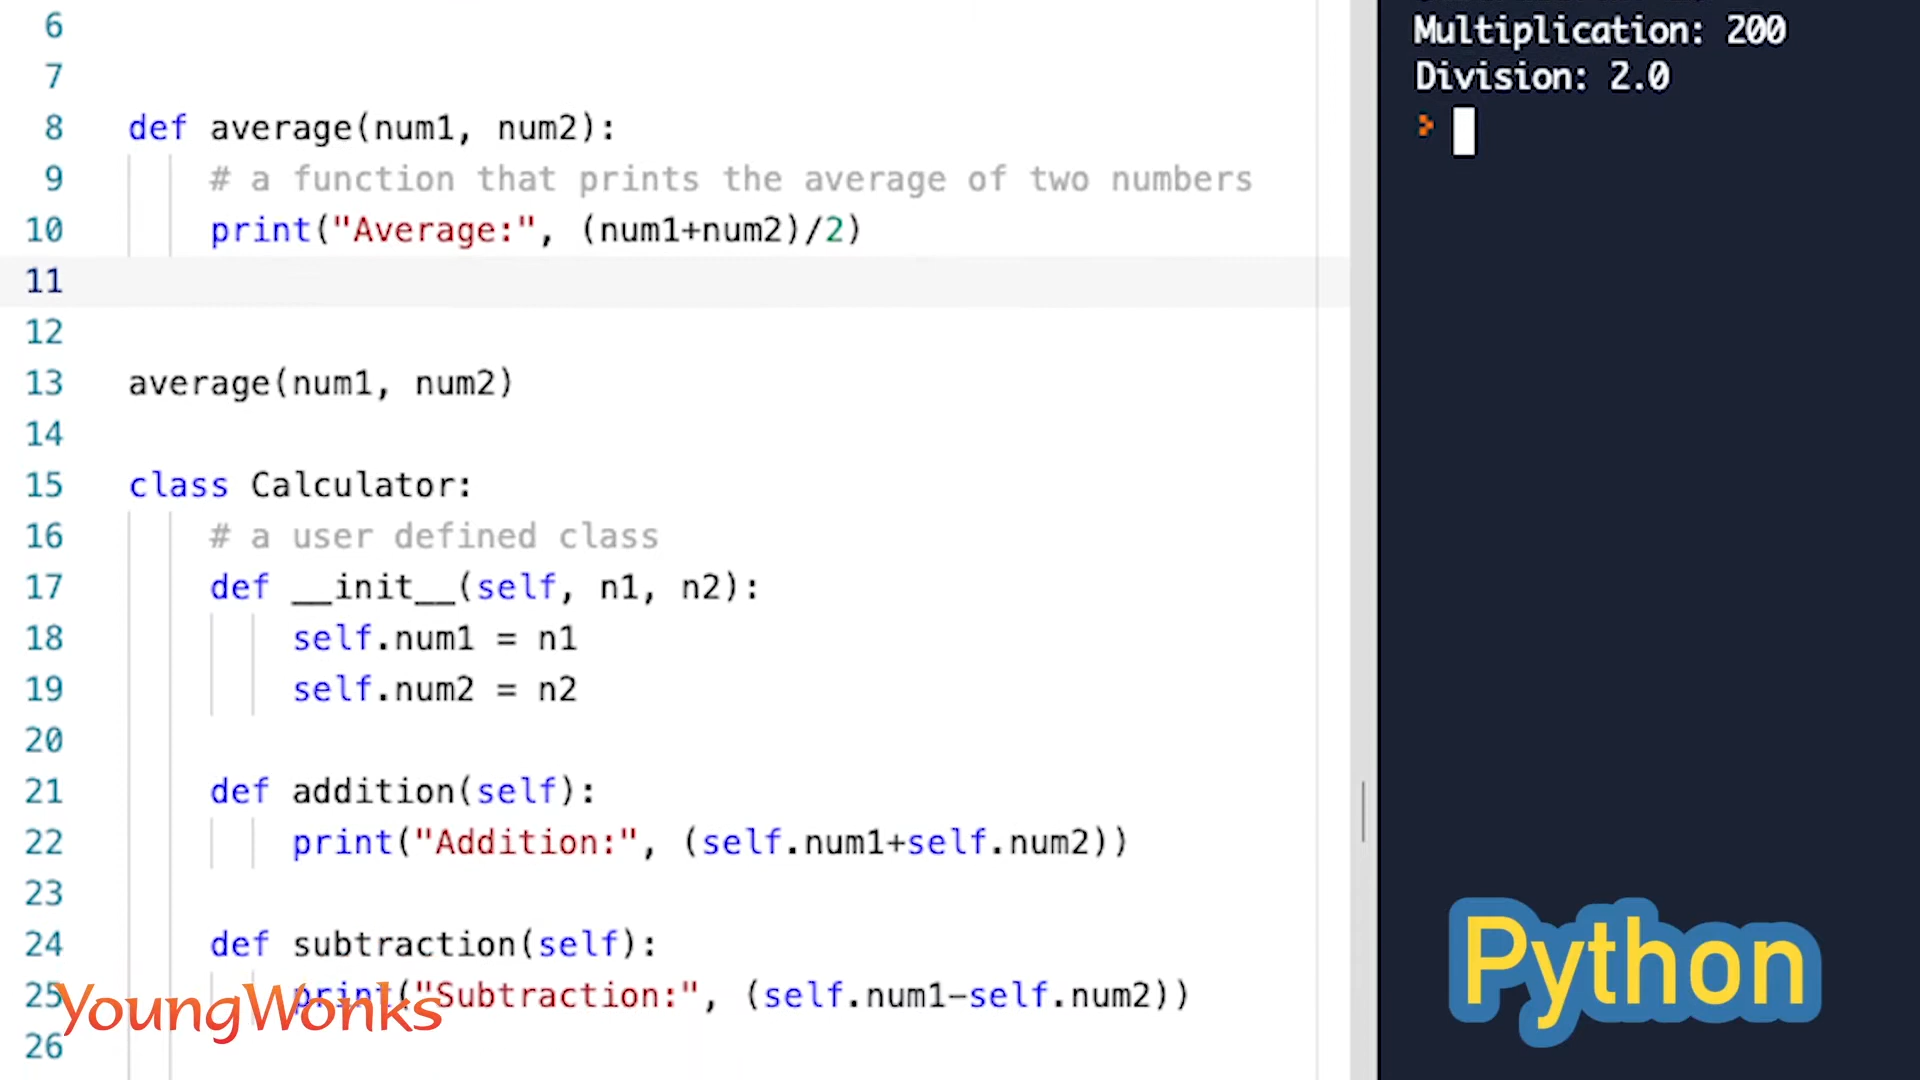 6
7
8 def average(num1, num2):
9 # a function that prints the average of two numbers
10 print("Average:", (num1+num2)/2)
11
12
13 average(num1, num2)
14
15 class Calculator:
16 # a user defined class
17 def __init__(self, n1, n2):
18 self.num1 = n1
19 self.num2 = n2
20
21 def addition(self):
22 print("Addition:", (self.num1+self.num2))
23
24 def subtraction(self):
25 print("Subtraction:", (self.num1-self.num2))
26
YoungWonks
Multiplication: 200
Division: 2.0
>
Python